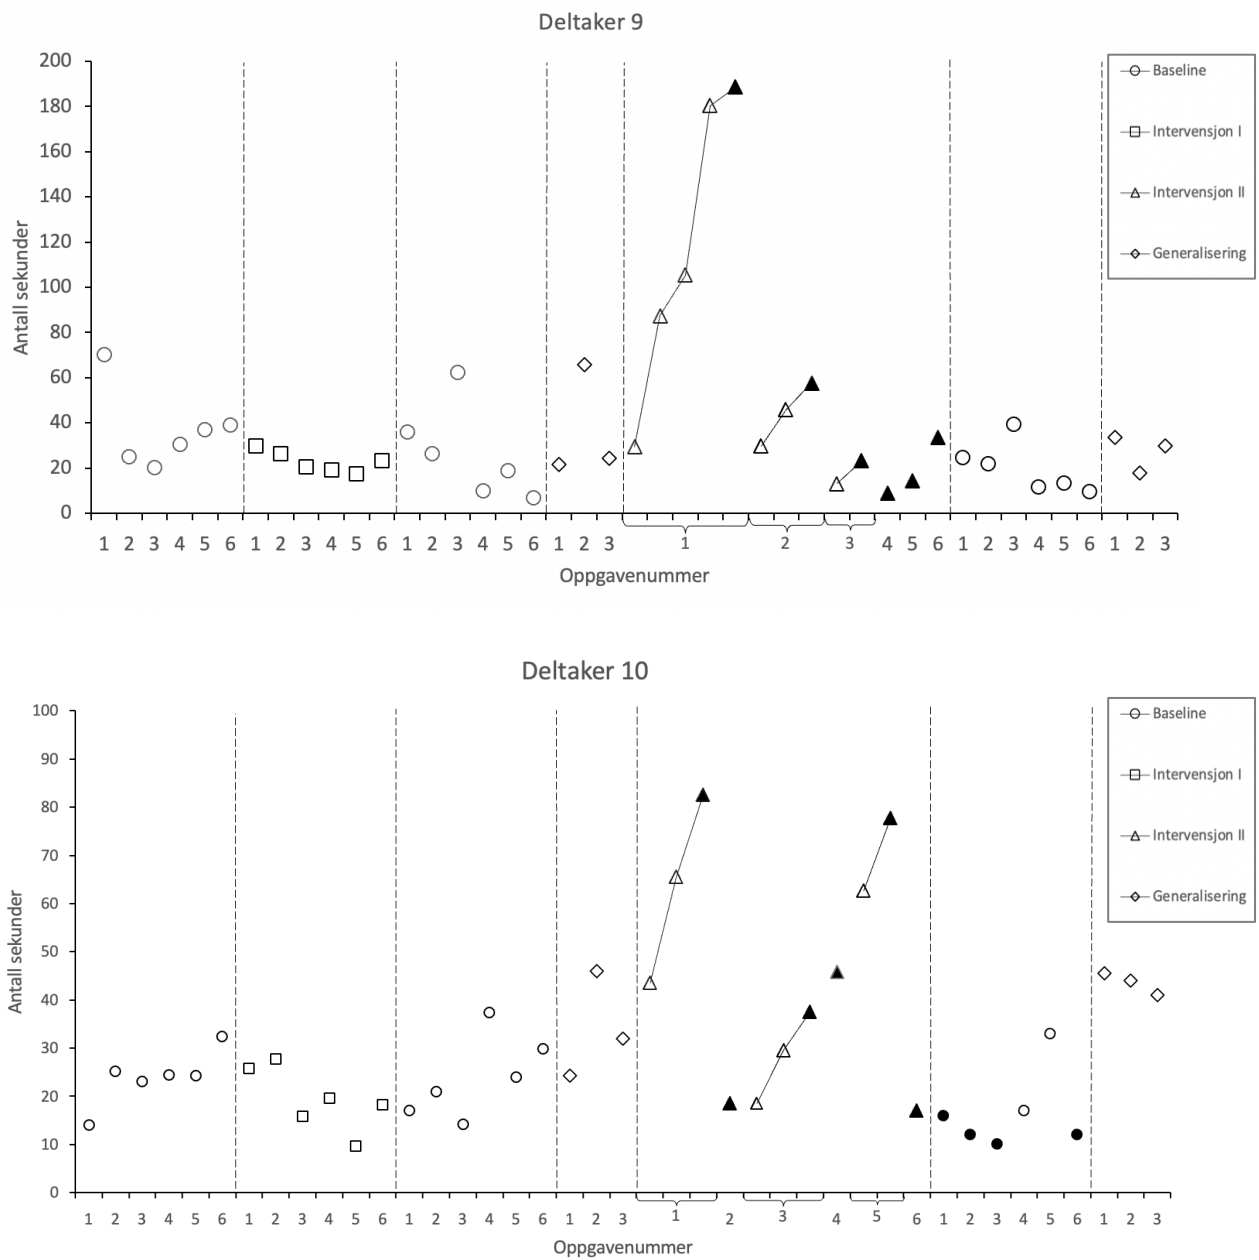 Deltaker 9
200
180
160
140
120
100
80
60
40
20
0
Antall sekunder
1 2 3 4 5 6 1 2 3 4 5 6 1 2 3 4 5 6 1 2 3 1 2 3 4 5 6 1 2 3 4 5 6 1 2 3
Oppgavenummer
Baseline
Intervensjon I
Intervensjon II
Generalisering
Deltaker 10
100
90
80
70
60
50
40
30
20
10
0
Antall sekunder
1 2 3 4 5 6 1 2 3 4 5 6 1 2 3 4 5 6 1 2 3 1 2 3 4 5 6 1 2 3 4 5 6 1 2 3
Oppgavenummer
Baseline
Intervensjon I
Intervensjon II
Generalisering